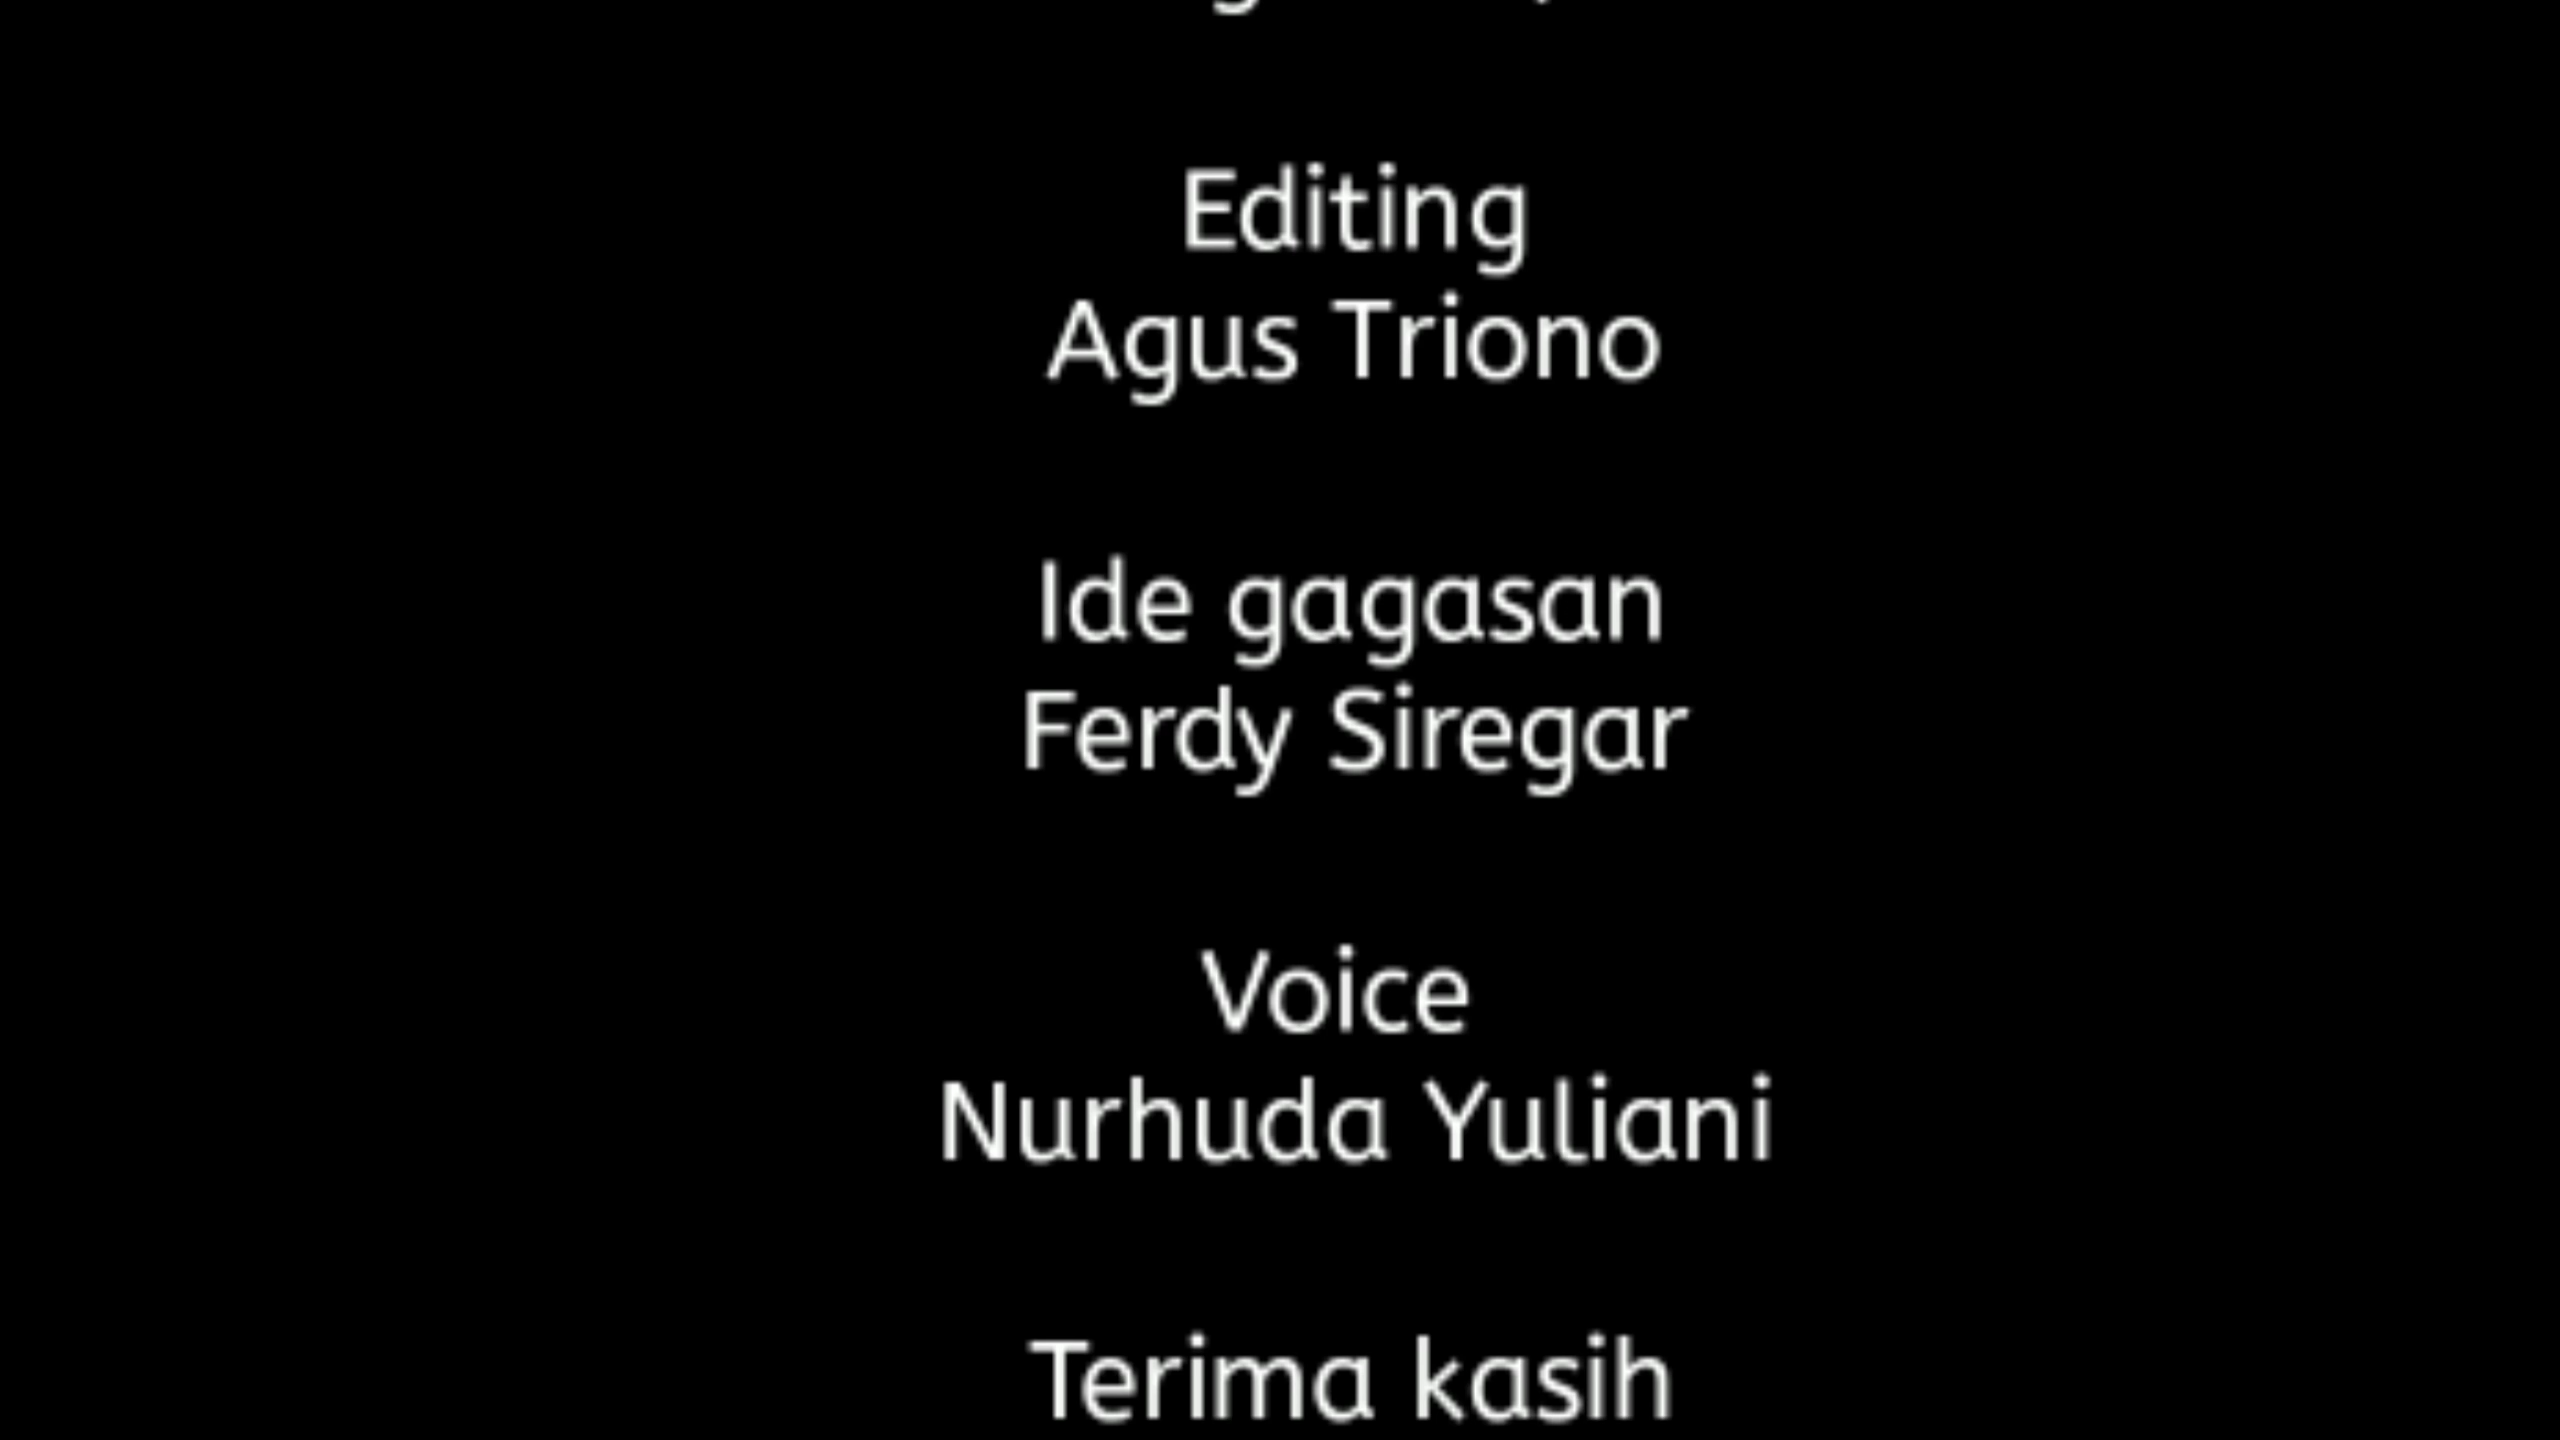 Editing
Agus Triono
Ide gagasan
Ferdy Siregar
Voice
Nurhuda Yuliani
Terima kasih